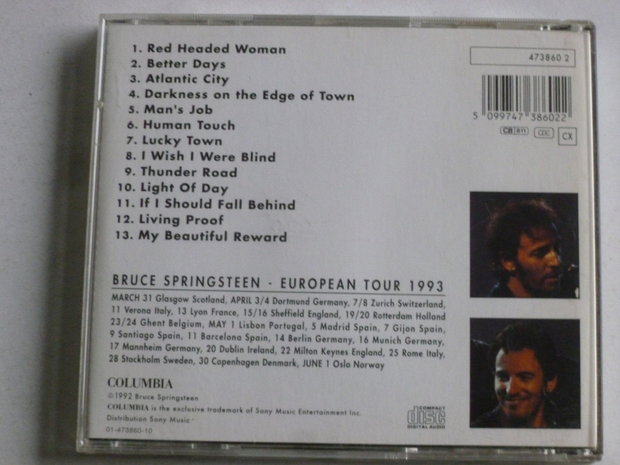 1. Red Headed Woman
2. Better Days
3. Atlantic City
4. Darkness on the Edge of Town
5. Man's Job
6. Human Touch
7. Lucky Town
8. I Wish I Were Blind
9. Thunder Road
10. Light Of Day
11. If I Should Fall Behind
12. Living Proof
13. My Beautiful Reward
473860 2
5 099747 386022
CB 811
CDC
CX
BRUCE SPRINGSTEEN - EUROPEAN TOUR 1993
MARCH 31 Glasgow Scotland, APRIL 3/4 Dortmund Germany, 7/8 Zurich Switzerland,
11 Verona Italy, 13 Lyon France, 15/16 Sheffield England, 19/20 Rotterdam Holland
23/24 Ghent Belgium, MAY 1 Lisbon Portugal, 5 Madrid Spain, 7 Gijon Spain,
9 Santiago Spain, 11 Barcelona Spain, 14 Berlin Germany, 16 Munich Germany,
17 Mannheim Germany, 20 Dublin Ireland, 22 Milton Keynes England, 25 Rome Italy,
28 Stockholm Sweden, 30 Copenhagen Denmark, JUNE 1 Oslo Norway
COLUMBIA
©1992 Bruce Springsteen
COLUMBIA is the exclusive trademark of Sony Music Entertainment Inc.
Distribution Sony Music
01-473860-10
COMPACT
disc
DIGITAL AUDIO